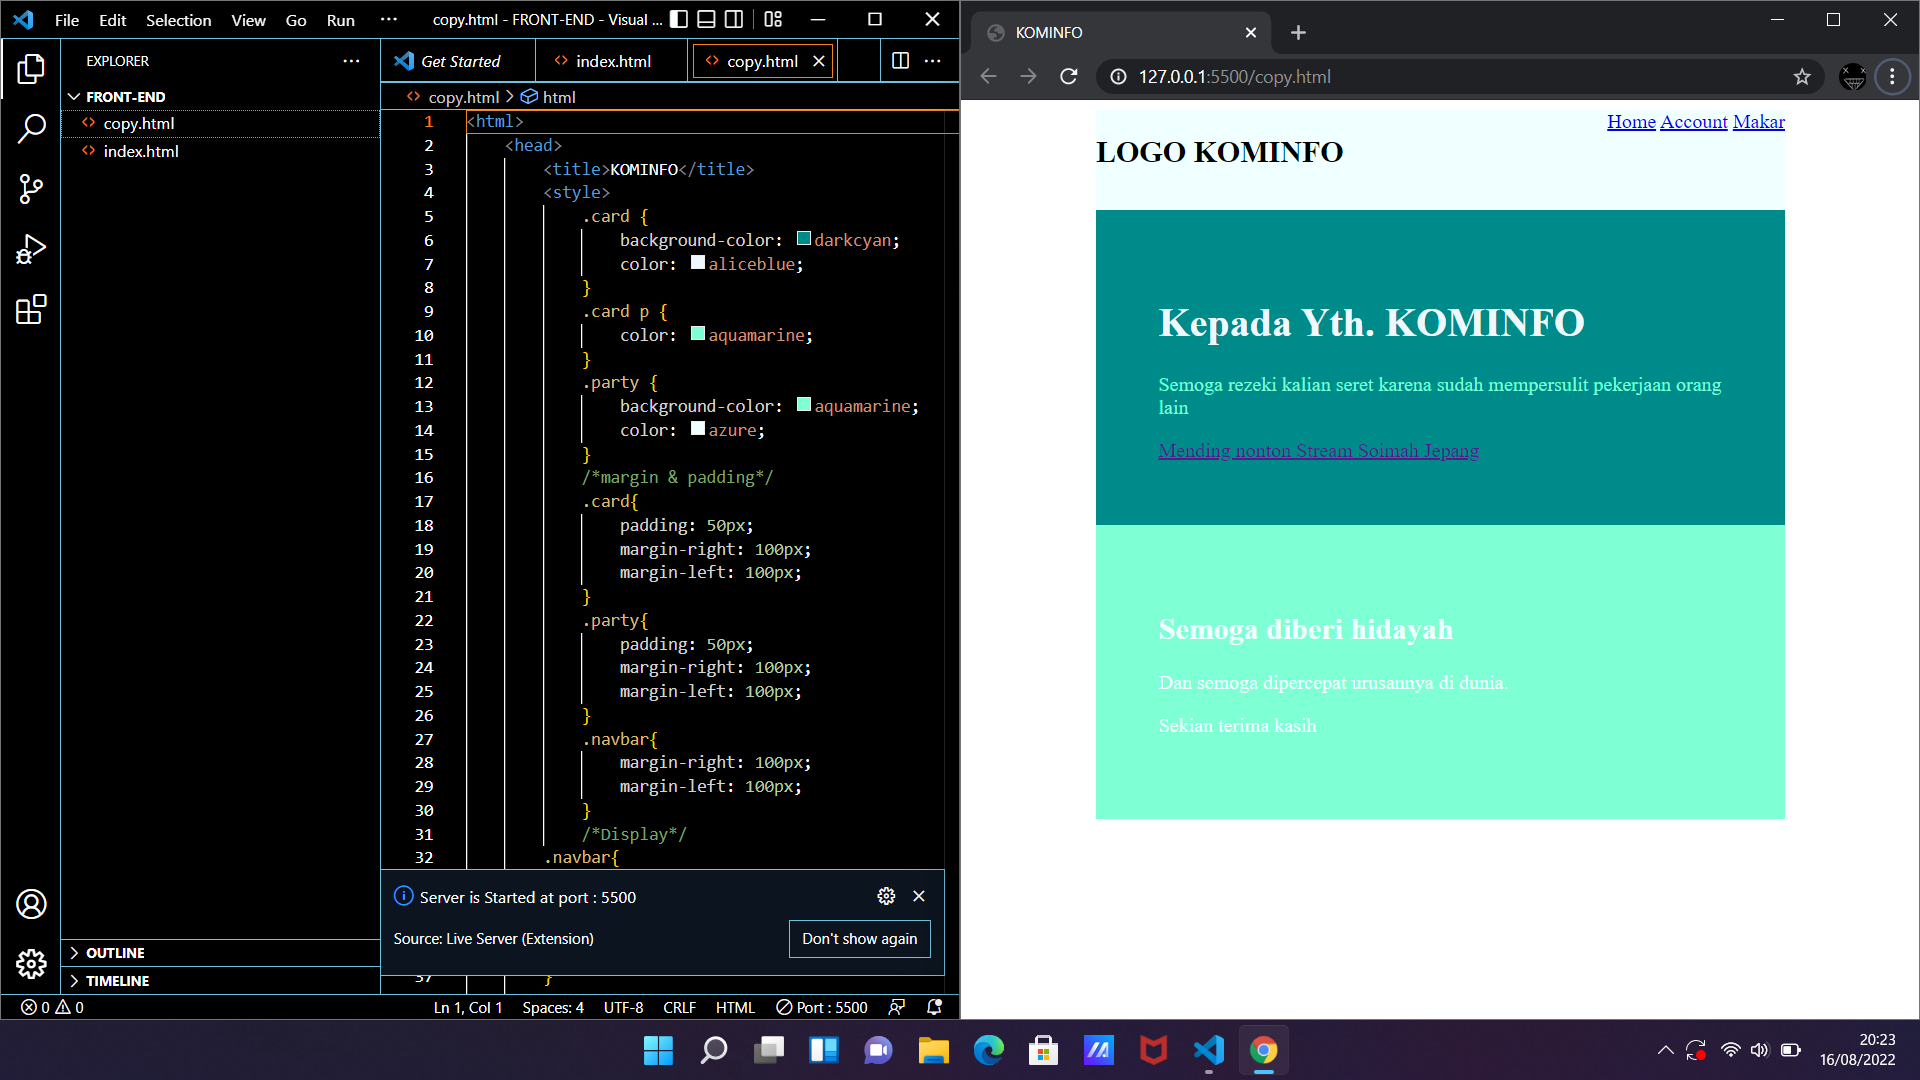 File Edit Selection View Go Run ··· copy.html - FRONT-END - Visual ...
EXPLORER ···
FRONT-END
copy.html
index.html
OUTLINE
TIMELINE
Get Started index.html copy.html
copy.html > html
1 <html>
2 <head>
3 <title>KOMINFO</title>
4 <style>
5 .card {
6 background-color: darkcyan;
7 color: aliceblue;
8 }
9 .card p {
10 color: aquamarine;
11 }
12 .party {
13 background-color: aquamarine;
14 color: azure;
15 }
16 /*margin & padding*/
17 .card{
18 padding: 50px;
19 margin-right: 100px;
20 margin-left: 100px;
21 }
22 .party{
23 padding: 50px;
24 margin-right: 100px;
25 margin-left: 100px;
26 }
27 .navbar{
28 margin-right: 100px;
29 margin-left: 100px;
30 }
31 /*Display*/
32 .navbar{
37 }
Server is Started at port : 5500
Source: Live Server (Extension)
Don't show again
0 0 Ln 1, Col 1 Spaces: 4 UTF-8 CRLF HTML Port : 5500
KOMINFO
127.0.0.1:5500/copy.html
Home Account Makar
LOGO KOMINFO
Kepada Yth. KOMINFO
Semoga rezeki kalian seret karena sudah mempersulit pekerjaan orang
lain
Mending nonton Stream Soimah Jepang
Semoga diberi hidayah
Dan semoga dipercepat urusannya di dunia.
Sekian terima kasih
20:23
16/08/2022